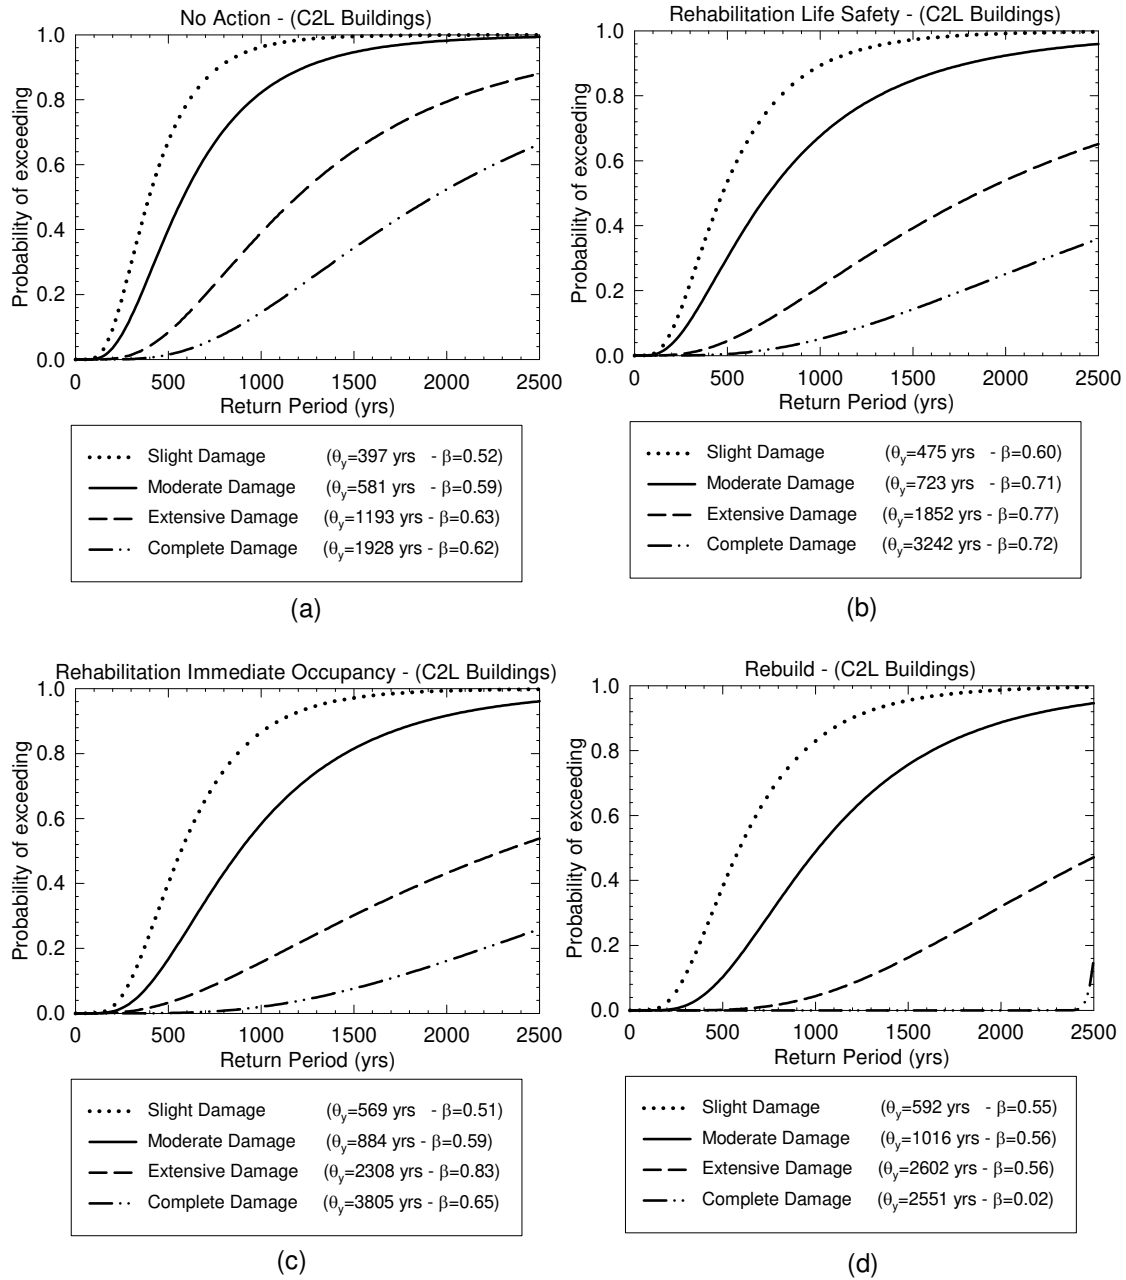 No Action - (C2L Buildings)
Probability of exceeding
1.0
0.8
0.6
0.4
0.2
0.0
0 500 1000 1500 2000 2500
Return Period (yrs)
Slight Damage (θy=397 yrs - β=0.52)
Moderate Damage (θy=581 yrs - β=0.59)
Extensive Damage (θy=1193 yrs - β=0.63)
Complete Damage (θy=1928 yrs - β=0.62)
(a)
Rehabilitation Life Safety - (C2L Buildings)
Probability of exceeding
1.0
0.8
0.6
0.4
0.2
0.0
0 500 1000 1500 2000 2500
Return Period (yrs)
Slight Damage (θy=475 yrs - β=0.60)
Moderate Damage (θy=723 yrs - β=0.71)
Extensive Damage (θy=1852 yrs - β=0.77)
Complete Damage (θy=3242 yrs - β=0.72)
(b)
Rehabilitation Immediate Occupancy - (C2L Buildings)
Probability of exceeding
1.0
0.8
0.6
0.4
0.2
0.0
0 500 1000 1500 2000 2500
Return Period (yrs)
Slight Damage (θy=569 yrs - β=0.51)
Moderate Damage (θy=884 yrs - β=0.59)
Extensive Damage (θy=2308 yrs - β=0.83)
Complete Damage (θy=3805 yrs - β=0.65)
(c)
Rebuild - (C2L Buildings)
Probability of exceeding
1.0
0.8
0.6
0.4
0.2
0.0
0 500 1000 1500 2000 2500
Return Period (yrs)
Slight Damage (θy=592 yrs - β=0.55)
Moderate Damage (θy=1016 yrs - β=0.56)
Extensive Damage (θy=2602 yrs - β=0.56)
Complete Damage (θy=2551 yrs - β=0.02)
(d)